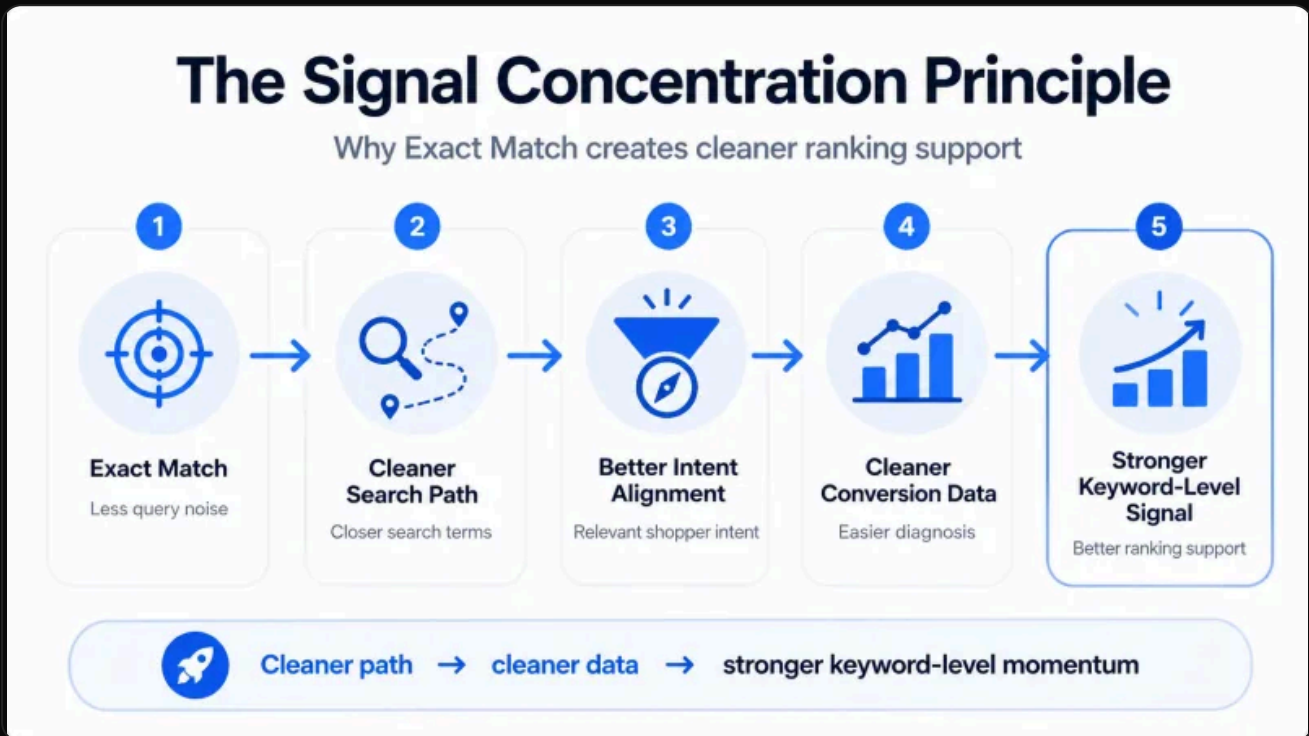 The Signal Concentration Principle
Why Exact Match creates cleaner ranking support
1
Exact Match
Less query noise
2
Cleaner
Search Path
Closer search terms
3
Better Intent
Alignment
Relevant shopper intent
4
Cleaner
Conversion Data
Easier diagnosis
5
Stronger
Keyword-Level
Signal
Better ranking support
Cleaner path → cleaner data → stronger keyword-level momentum